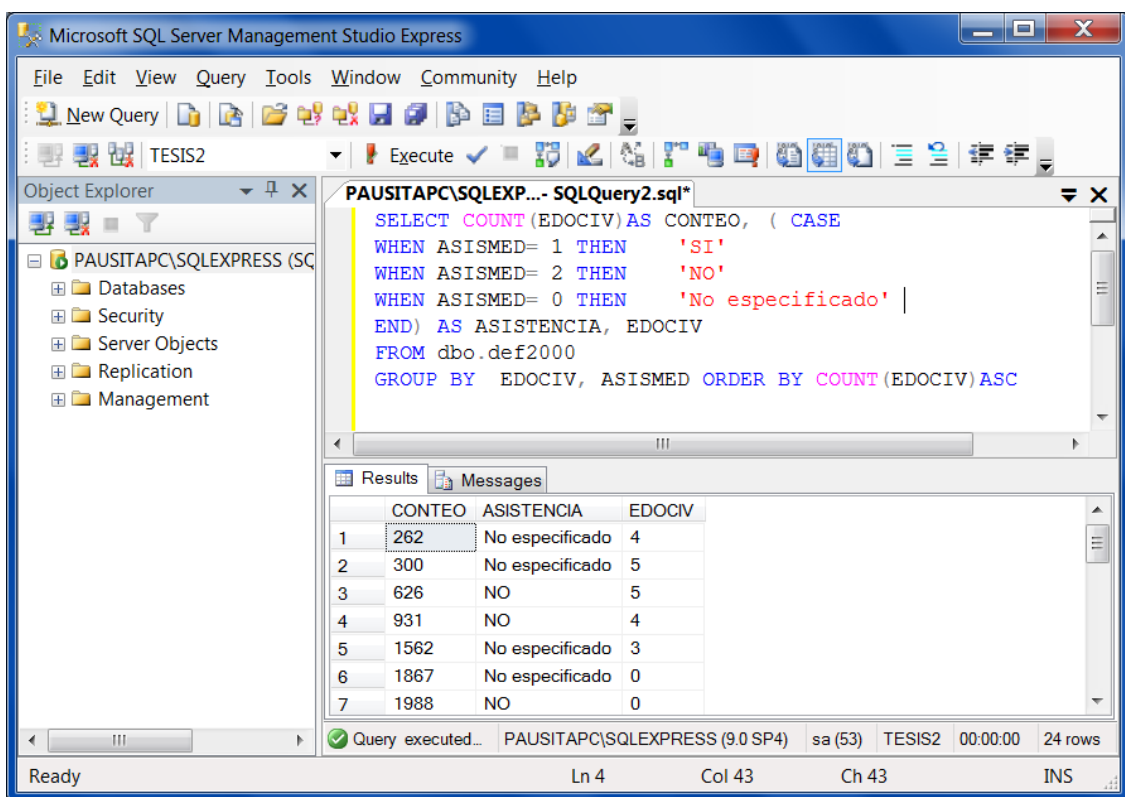 Microsoft SQL Server Management Studio Express
File Edit View Query Tools Window Community Help
New Query
TESIS2 Execute
Object Explorer
PAUSITAPC\SQLEXPRESS (SQ
Databases
Security
Server Objects
Replication
Management
PAUSITAPC\SQLEXP...- SQLQuery2.sql*
SELECT COUNT(EDOCIV)AS CONTEO, ( CASE
WHEN ASISMED= 1 THEN 'SI'
WHEN ASISMED= 2 THEN 'NO'
WHEN ASISMED= 0 THEN 'No especificado'
END) AS ASISTENCIA, EDOCIV
FROM dbo.def2000
GROUP BY EDOCIV, ASISMED ORDER BY COUNT(EDOCIV)ASC
Results Messages
CONTEO ASISTENCIA EDOCIV
1 262 No especificado 4
2 300 No especificado 5
3 626 NO 5
4 931 NO 4
5 1562 No especificado 3
6 1867 No especificado 0
7 1988 NO 0
Query executed... PAUSITAPC\SQLEXPRESS (9.0 SP4) sa (53) TESIS2 00:00:00 24 rows
Ready Ln 4 Col 43 Ch 43 INS